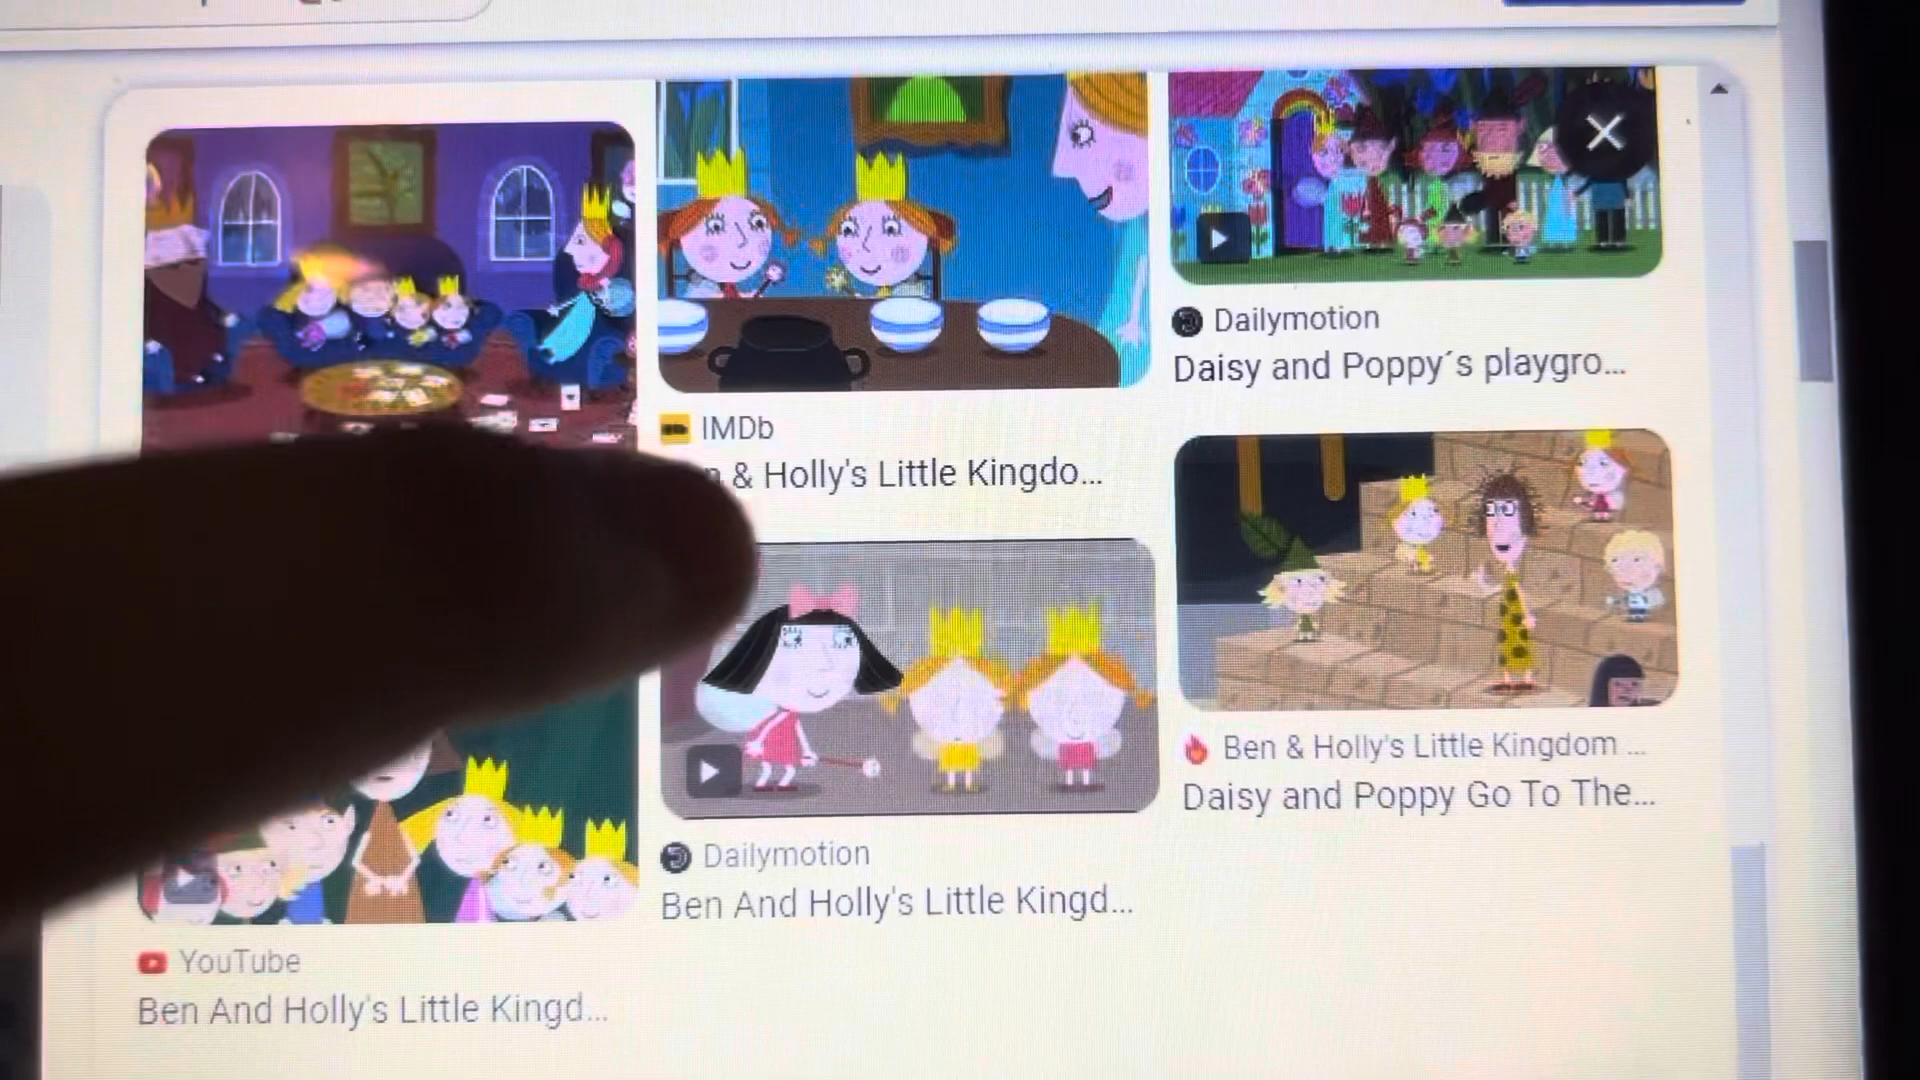 Dailymotion
Daisy and Poppy´s playgro...
IMDb
& Holly's Little Kingdo...
Ben & Holly's Little Kingdom ...
Daisy and Poppy Go To The...
Dailymotion
Ben And Holly's Little Kingd...
YouTube
Ben And Holly's Little Kingd...